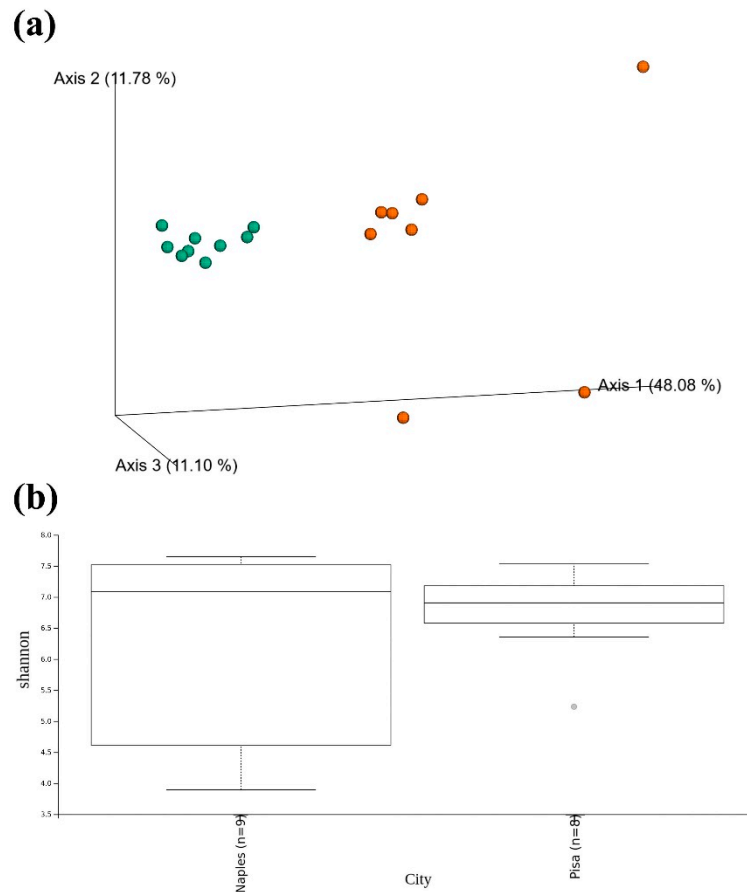 (a)
Axis 2 (11.78 %)
Axis 1 (48.08 %)
Axis 3 (11.10 %)
(b)
8.0
7.5
7.0
6.5
6.0
5.5
5.0
4.5
4.0
3.5
shannon
Naples (n=9)
Pisa (n=8)
City